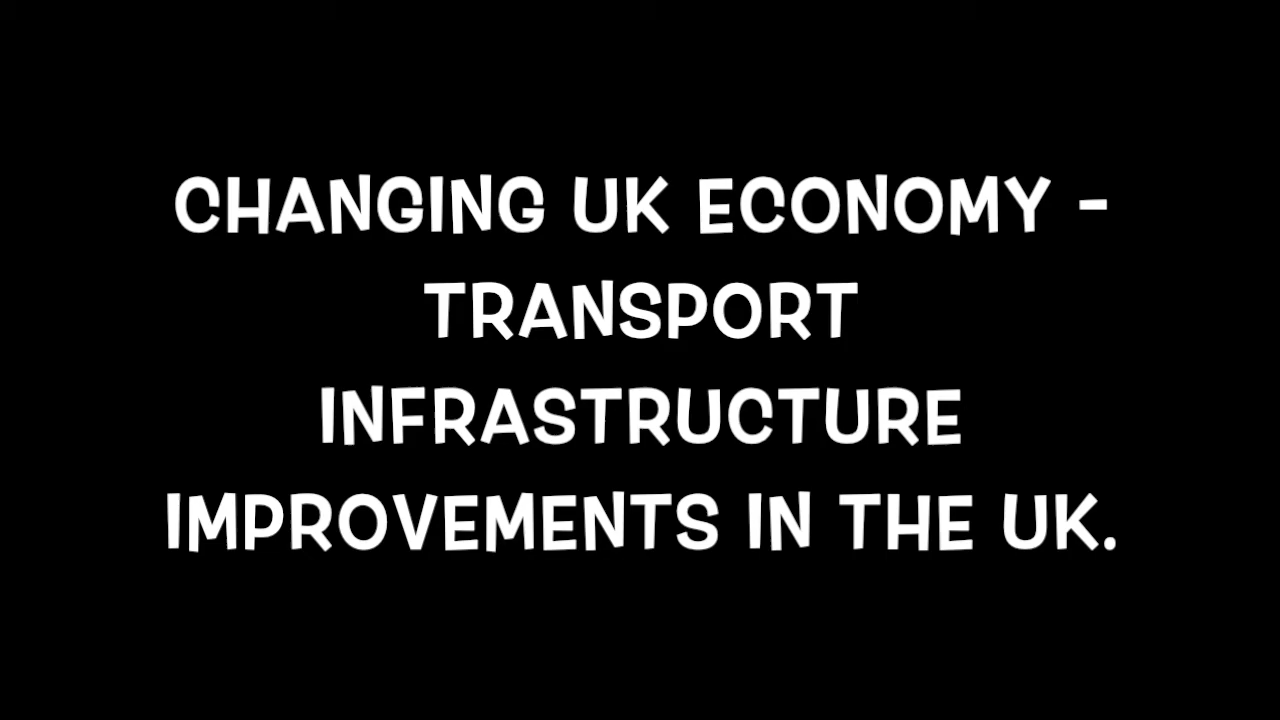 CHANGING UK ECONOMY -
TRANSPORT
INFRASTRUCTURE
IMPROVEMENTS IN THE UK.